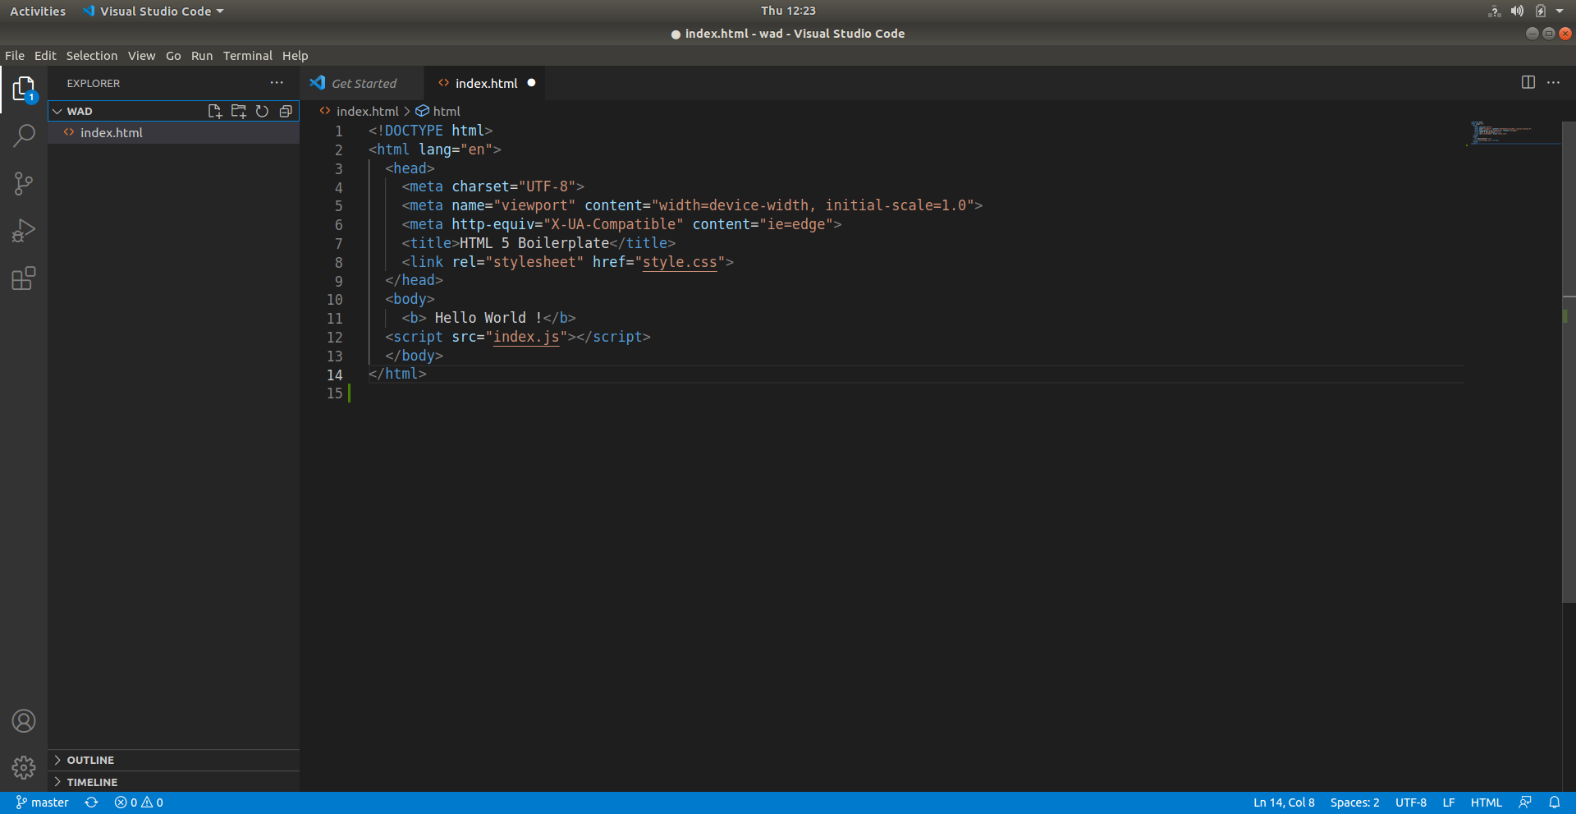 Activities Visual Studio Code Thu 12:23
● index.html - wad - Visual Studio Code
File Edit Selection View Go Run Terminal Help
EXPLORER ···
Get Started
index.html ●
1
WAD
index.html
index.html > html
1 <!DOCTYPE html>
2 <html lang="en">
3 <head>
4 <meta charset="UTF-8">
5 <meta name="viewport" content="width=device-width, initial-scale=1.0">
6 <meta http-equiv="X-UA-Compatible" content="ie=edge">
7 <title>HTML 5 Boilerplate</title>
8 <link rel="stylesheet" href="style.css">
9 </head>
10 <body>
11 <b> Hello World !</b>
12 <script src="index.js"></script>
13 </body>
14 </html>
15
OUTLINE
TIMELINE
master 0 0 Ln 14, Col 8 Spaces: 2 UTF-8 LF HTML